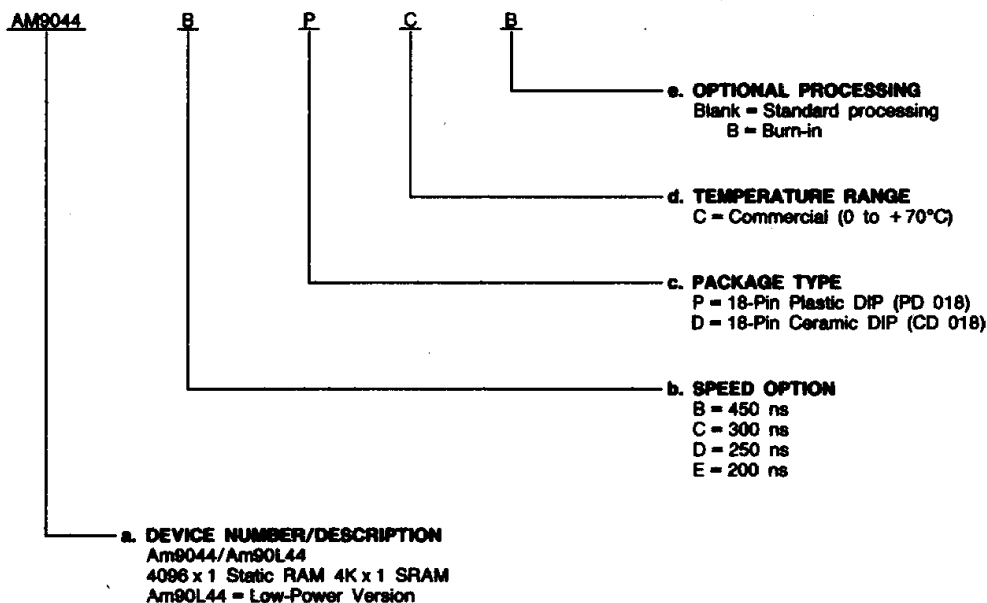 AM9044 B P C B
e. OPTIONAL PROCESSING
Blank = Standard processing
B = Burn-in
d. TEMPERATURE RANGE
C = Commercial (0 to +70°C)
c. PACKAGE TYPE
P = 18-Pin Plastic DIP (PD 018)
D = 18-Pin Ceramic DIP (CD 018)
b. SPEED OPTION
B = 450 ns
C = 300 ns
D = 250 ns
E = 200 ns
a. DEVICE NUMBER/DESCRIPTION
Am9044/Am90L44
4096 x 1 Static RAM 4K x 1 SRAM
Am90L44 = Low-Power Version